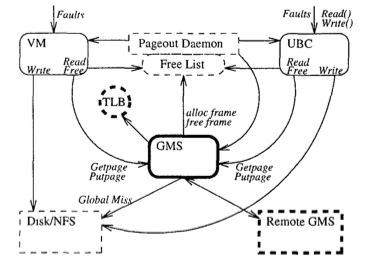 Faults
Faults
Read()
Write()
VM
Pageout Daemon
UBC
Free List
Write
Read
Free
Read
Free
Write
TLB
alloc frame
free frame
GMS
Getpage
Putpage
Getpage
Putpage
Global Miss
Disk/NFS
Remote GMS